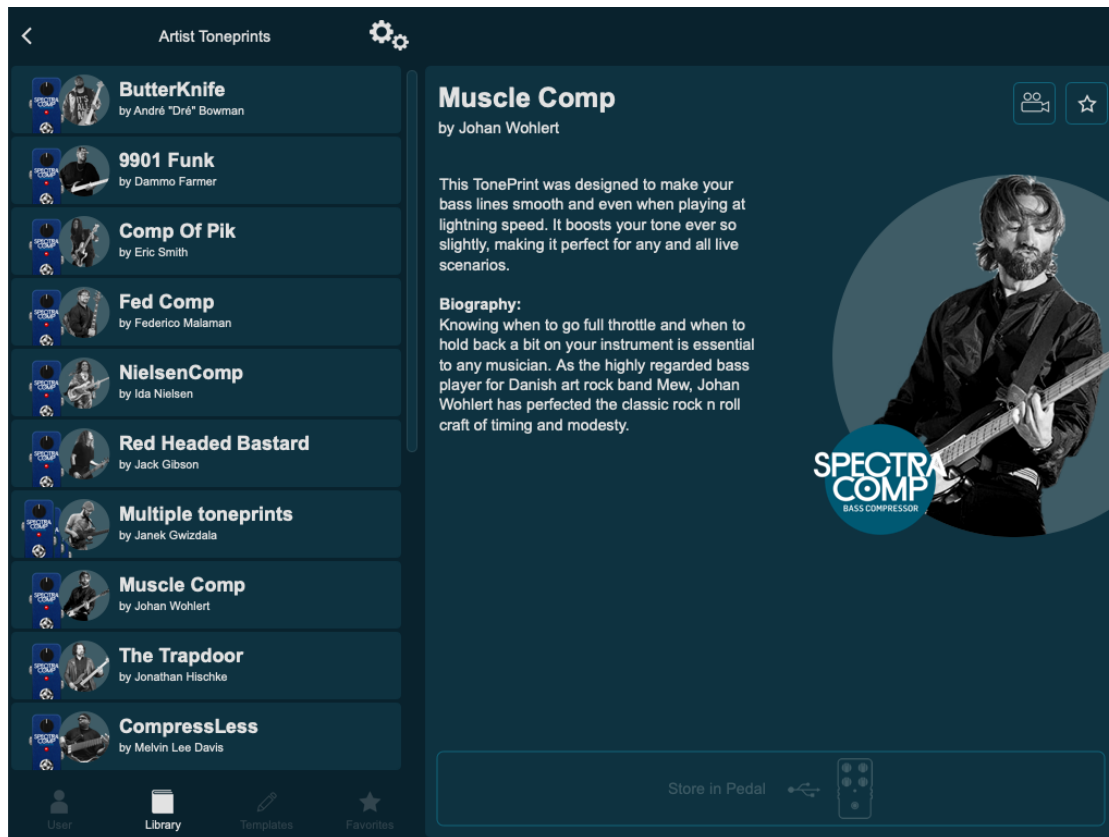 Artist Toneprints
ButterKnife
by André "Dré" Bowman
9901 Funk
by Dammo Farmer
Comp Of Pik
by Eric Smith
Fed Comp
by Federico Malaman
NielsenComp
by Ida Nielsen
Red Headed Bastard
by Jack Gibson
Multiple toneprints
by Janek Gwizdala
Muscle Comp
by Johan Wohlert
The Trapdoor
by Jonathan Hischke
CompressLess
by Melvin Lee Davis
User
Library
Templates
Favorites
Muscle Comp
by Johan Wohlert
This TonePrint was designed to make your
bass lines smooth and even when playing at
lightning speed. It boosts your tone ever so
slightly, making it perfect for any and all live
scenarios.
Biography:
Knowing when to go full throttle and when to
hold back a bit on your instrument is essential
to any musician. As the highly regarded bass
player for Danish art rock band Mew, Johan
Wohlert has perfected the classic rock n roll
craft of timing and modesty.
SPECTRA
COMP
BASS COMPRESSOR
Store in Pedal